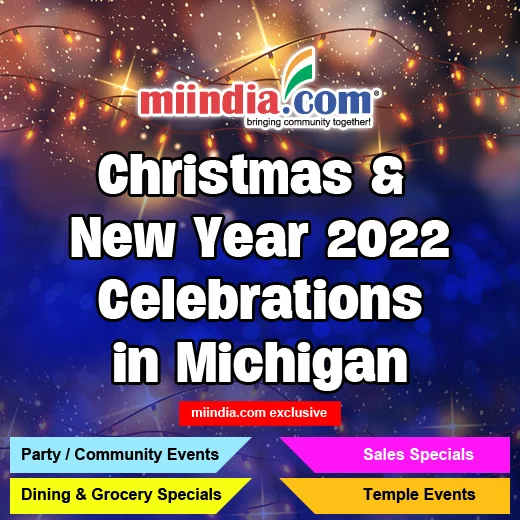 miindia.com®
bringing community together!
Christmas &
New Year 2022
Celebrations
in Michigan
miindia.com exclusive
Party / Community Events
Sales Specials
Dining & Grocery Specials
Temple Events